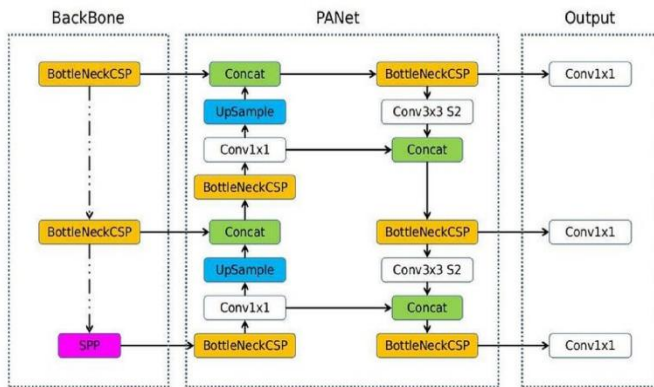 BackBone
PANet
Output
BottleNeckCSP
Concat
BottleNeckCSP
Conv1x1
UpSample
Conv3x3 S2
Conv1x1
Concat
BottleNeckCSP
BottleNeckCSP
Concat
BottleNeckCSP
Conv1x1
UpSample
Conv3x3 S2
Conv1x1
Concat
SPP
BottleNeckCSP
BottleNeckCSP
Conv1x1